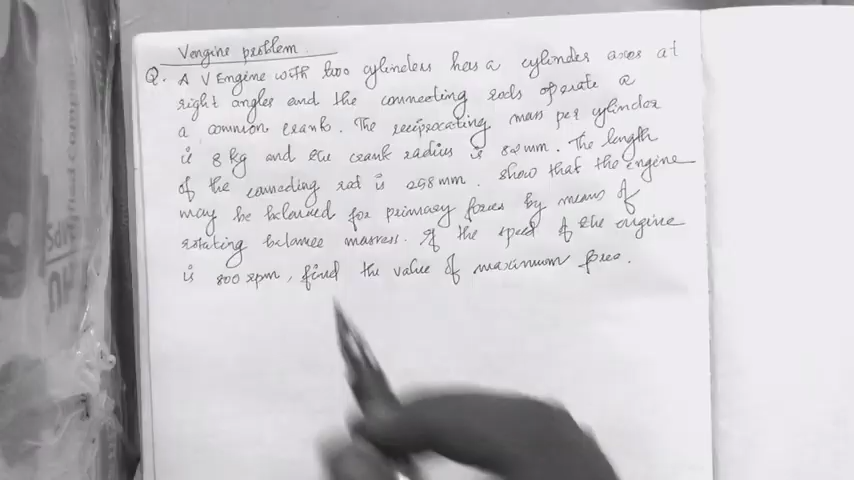 V engine problem
Q. A V Engine with two cylinders has a cylinder axes at
right angles and the connecting rods operate a
a common crank. The reciprocating mass per cylinder
is 8 kg and the crank radius is 82 mm. The length
of the connecting rod is 258 mm. show that the engine
may be balanced for primary forces by means of
rotating balance masses. If the speed of the engine
is 800 rpm, find the value of maximum